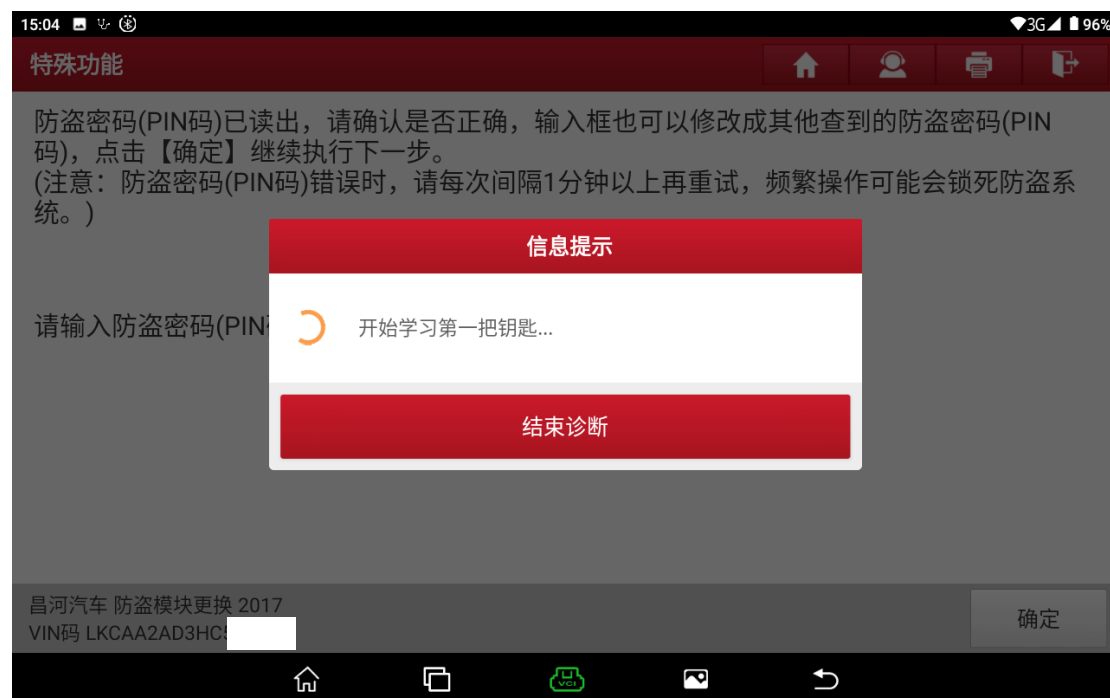 15:04
3G 96%
特殊功能
防盗密码(PIN码)已读出，请确认是否正确，输入框也可以修改成其他查到的防盗密码(PIN
码)，点击【确定】继续执行下一步。
(注意：防盗密码(PIN码)错误时，请每次间隔1分钟以上再重试，频繁操作可能会锁死防盗系
统。)
信息提示
请输入防盗密码(PIN
开始学习第一把钥匙...
结束诊断
昌河汽车 防盗模块更换 2017
VIN码 LKCAA2AD3HC
确定
VCI